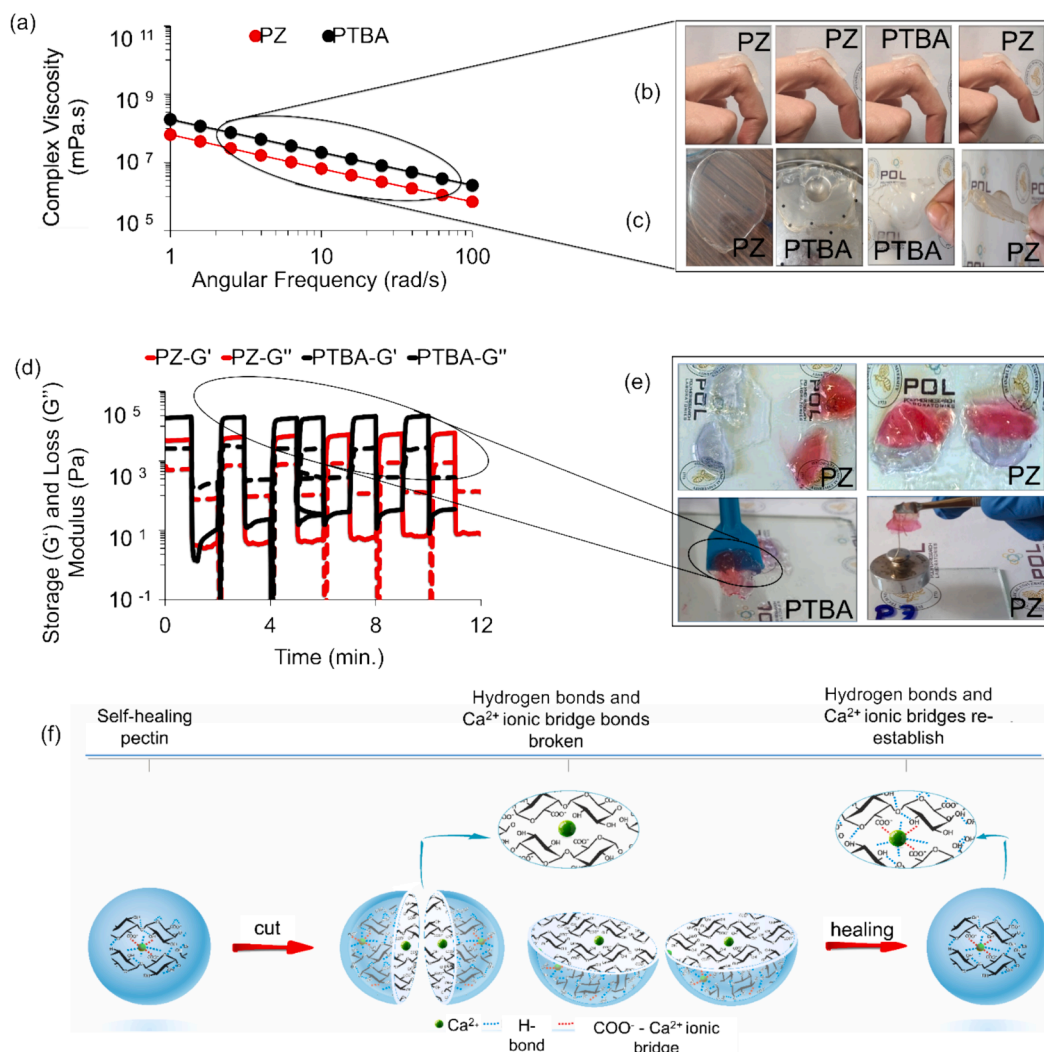 (a)
PZ PTBA
Complex Viscosity
(mPa.s)
10 11
10 9
10 7
10 5
1 10 100
Angular Frequency (rad/s)
(b)
PZ PZ PTBA PZ
(c)
POL POL
PZ PTBA PTBA PZ
(d)
PZ-G' PZ-G'' PTBA-G' PTBA-G''
Storage (G') and Loss (G'')
Modulus (Pa)
10 5
10 3
10 1
10 -1
0 4 8 12
Time (min.)
(e)
POL POL
PZ PZ
POL
PTBA PZ
(f)
Self-healing
pectin
Hydrogen bonds and
Ca2+ ionic bridge bonds
broken
Hydrogen bonds and
Ca2+ ionic bridges re-
establish
cut
healing
Ca2+ H-
bond
COO- - Ca2+ ionic
bridge